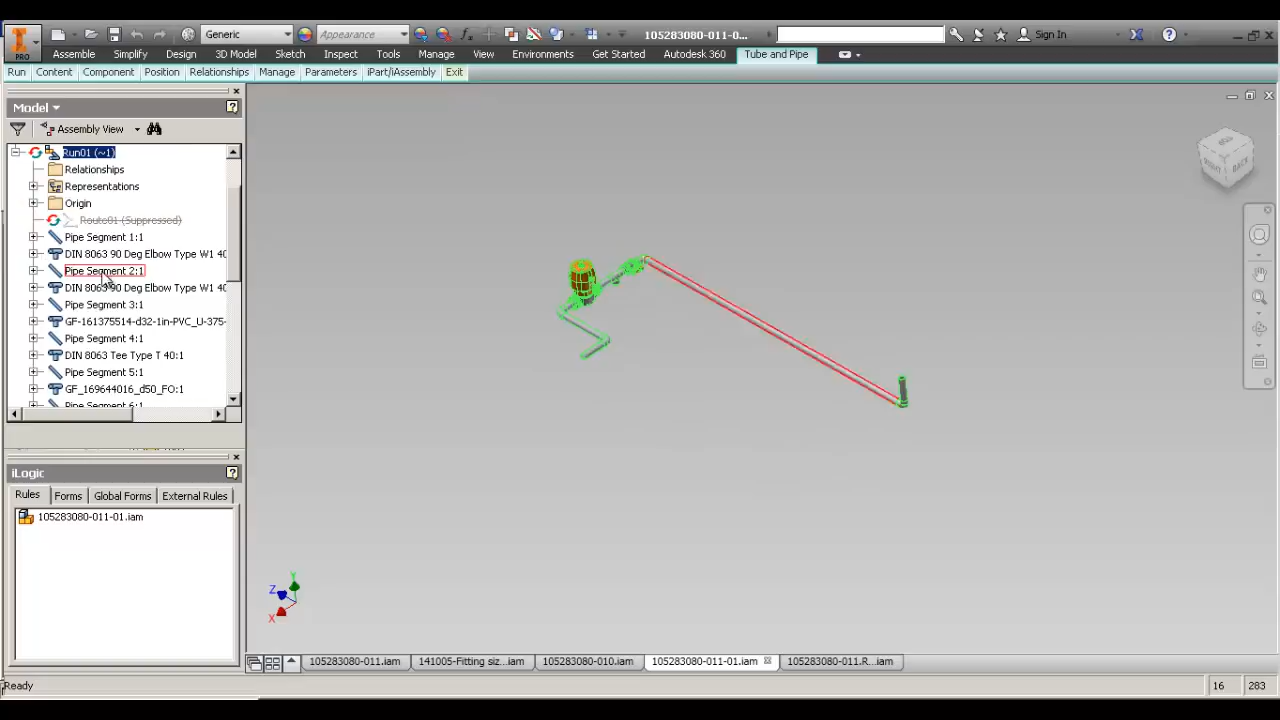 Generic
Appearance
105283080-011-0...
Sign In
PRO
Assemble Simplify Design 3D Model Sketch Inspect Tools Manage View Environments Get Started Autodesk 360 Tube and Pipe
Run Content Component Position Relationships Manage Parameters iPart/iAssembly Exit
Model
Assembly View
Run01 (~1)
Relationships
Representations
Origin
Route01 (Suppressed)
Pipe Segment 1:1
DIN 8063 90 Deg Elbow Type W1 40
Pipe Segment 2:1
DIN 8063 90 Deg Elbow Type W1 40
Pipe Segment 3:1
GF-161375514-d32-1in-PVC_U-375-
Pipe Segment 4:1
DIN 8063 Tee Type T 40:1
Pipe Segment 5:1
GF_169644016_d50_FO:1
Pipe Segment 6:1
iLogic
Rules Forms Global Forms External Rules
105283080-011-01.iam
BACK
Y
Z
X
105283080-011.iam 141005-Fitting siz...iam 105283080-010.iam 105283080-011-01.iam 105283080-011.R...iam
Ready 16 283